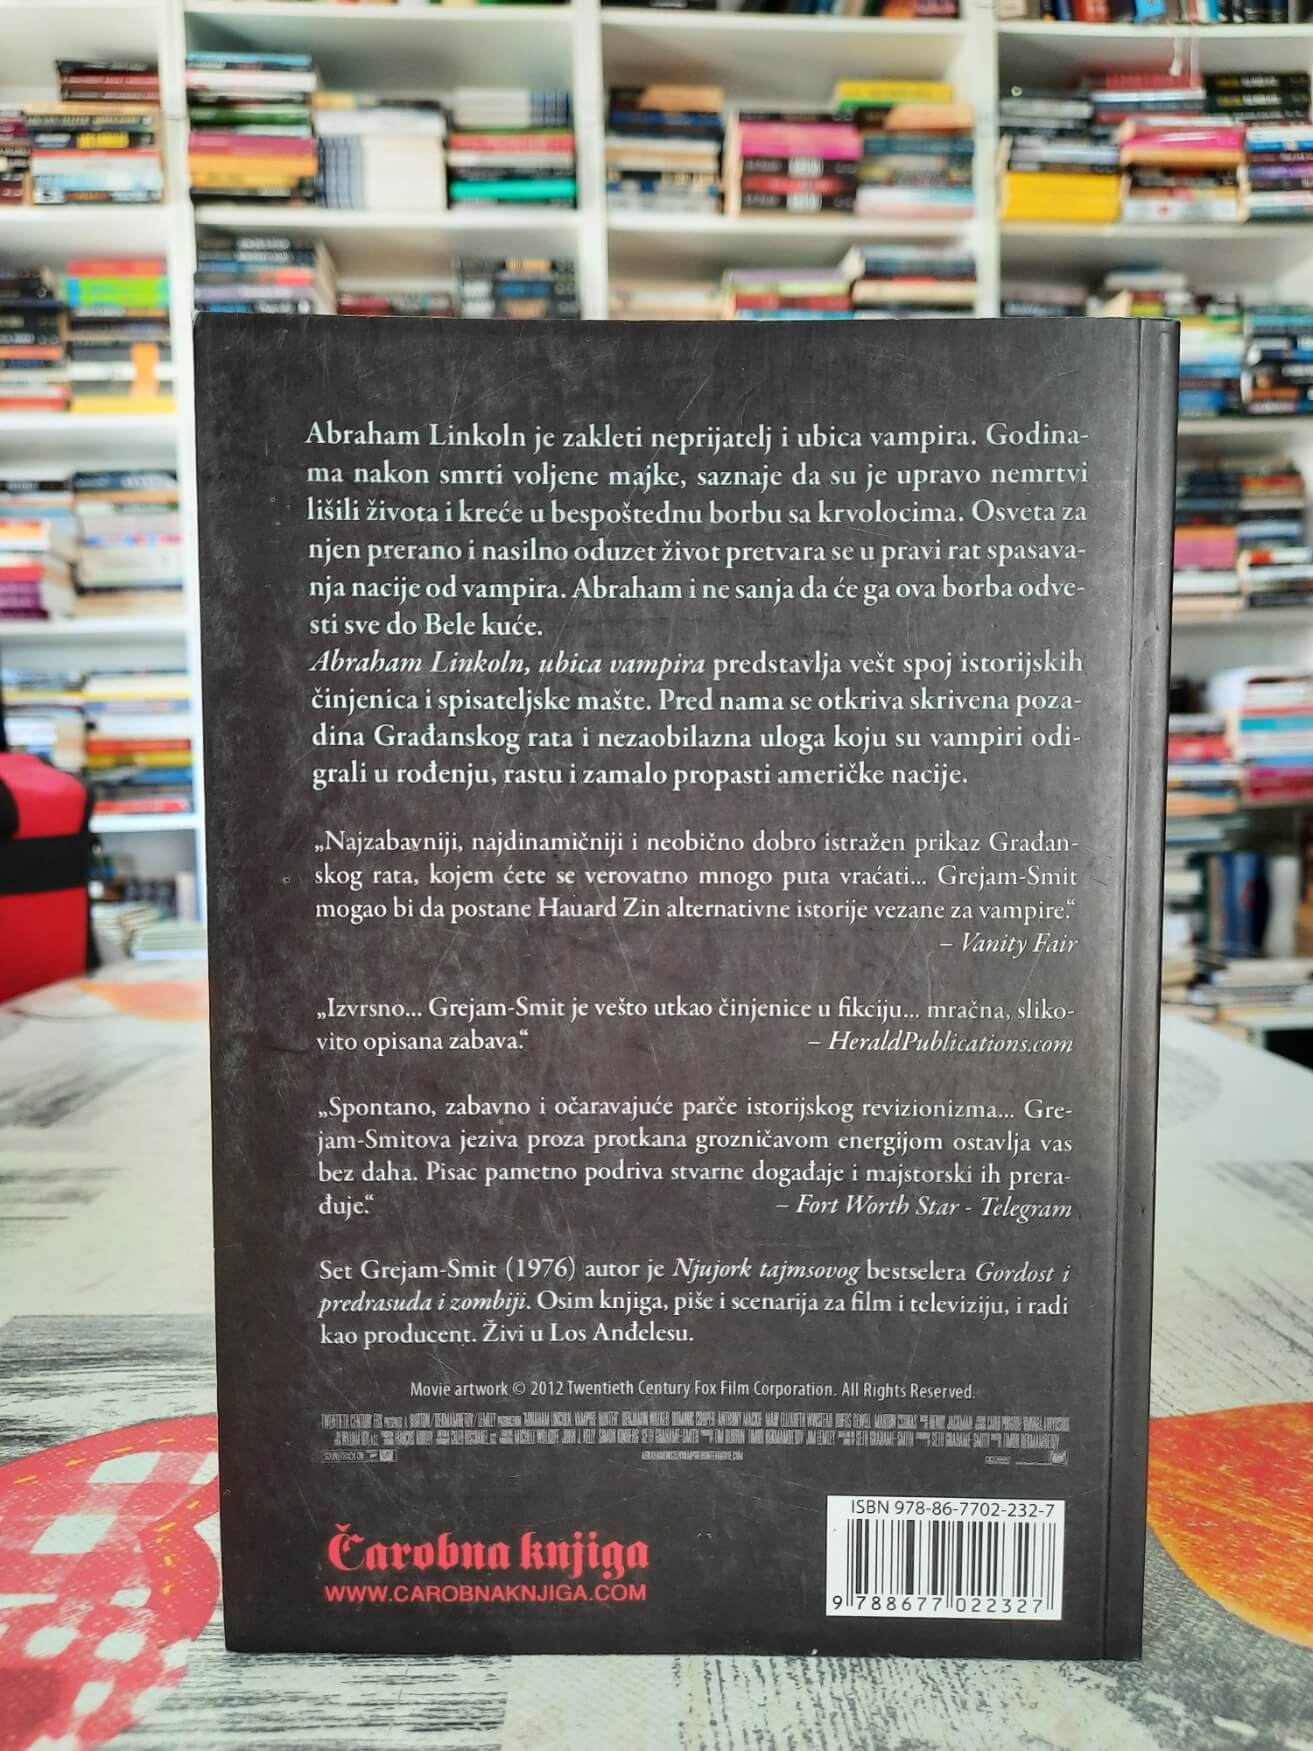 Abraham Linkoln je zakleti neprijatelj i ubica vampira. Godina-
ma nakon smrti voljene majke, saznaje da su je upravo nemrtvi
lišili života i kreće u bespoštednu borbu sa krvolocima. Osveta za
njen prerano i nasilno oduzet život pretvara se u pravi rat spasava-
nja nacije od vampira. Abraham i ne sanja da će ga ova borba odve-
sti sve do Bele kuće.
Abraham Linkoln, ubica vampira predstavlja vešt spoj istorijskih
činjenica i spisateljske mašte. Pred nama se otkriva skrivena poza-
dina Građanskog rata i nezaobilazna uloga koju su vampiri odi-
grali u rođenju, rastu i zamalo propasti američke nacije.
„Najzabavniji, najdinamičniji i neobično dobro istražen prikaz Građan-
skog rata, kojem ćete se verovatno mnogo puta vraćati... Grejam-Smit
mogao bi da postane Hauard Zin alternativne istorije vezane za vampire.“
– Vanity Fair
„Izvrsno... Grejam-Smit je vešto utkao činjenice u fikciju... mračna, sliko-
vito opisana zabava.“ – HeraldPublications.com
„Spontano, zabavno i očaravajuće parče istorijskog revizionizma... Gre-
jam-Smitova jeziva proza protkana grozničavom energijom ostavlja vas
bez daha. Pisac pametno podriva stvarne događaje i majstorski ih prera-
đuje.“ – Fort Worth Star - Telegram
Set Grejam-Smit (1976) autor je Njujork tajmsovog bestselera Gordost i
predrasuda i zombiji. Osim knjiga, piše i scenarija za film i televiziju, i radi
kao producent. Živi u Los Anđelesu.
Movie artwork © 2012 Twentieth Century Fox Film Corporation. All Rights Reserved.
Čarobna knjiga
WWW.CAROBNAKNJIGA.COM
ISBN 978-86-7702-232-7
9 788677 022327